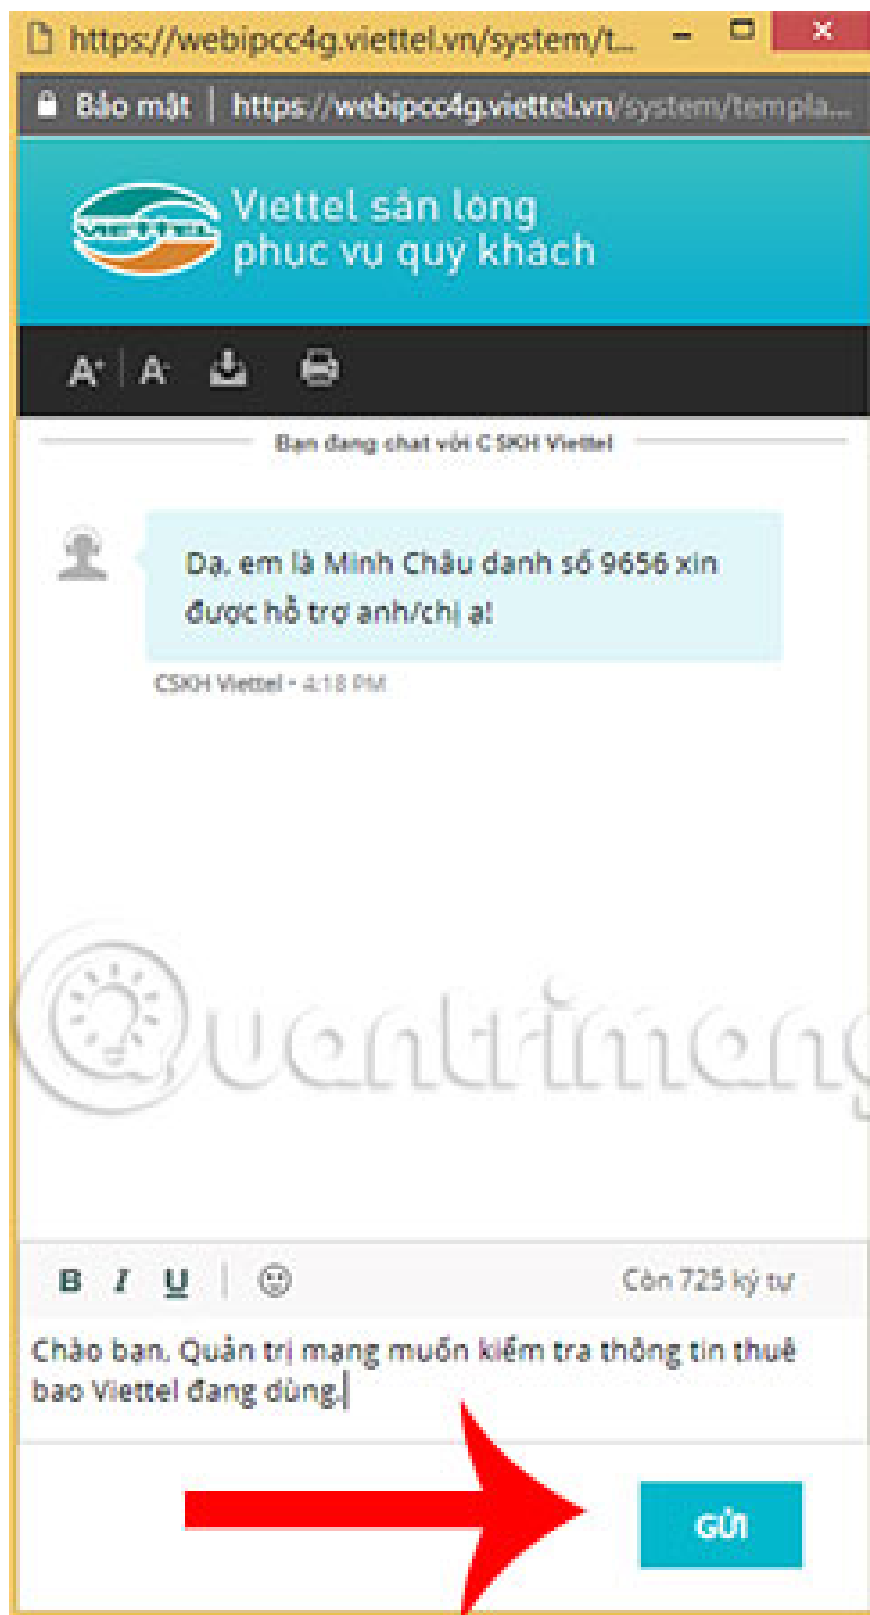 https://webipcc4g.viettel.vn/system/t...
Bảo mật | https://webipcc4g.viettel.vn/system/templa...
VIETTEL
Viettel sẵn lòng
phục vụ quý khách
A+ | A-
Bạn đang chat với CSKH Viettel
Dạ, em là Minh Châu danh số 9656 xin
được hỗ trợ anh/chị ạ!
CSKH Viettel • 4:18 PM
Quantrimang
B I U
Còn 725 ký tự
Chào bạn, Quản trị mạng muốn kiểm tra thông tin thuê
bao Viettel đang dùng.
GỬI